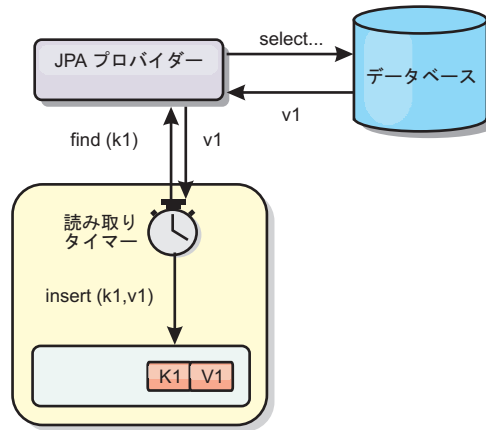 select...
JPA プロバイダー
データベース
v1
find (k1)
v1
読み取り
タイマー
insert (k1,v1)
K1
V1